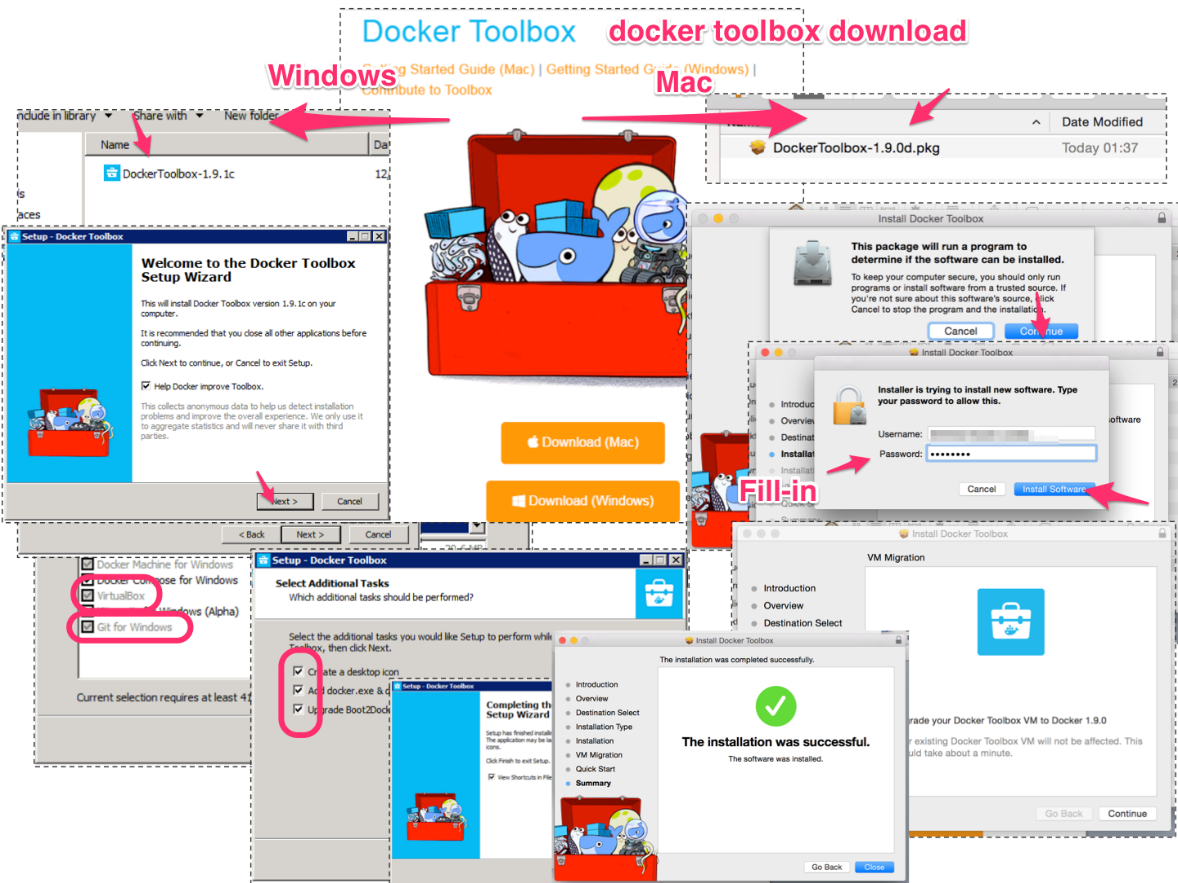 Docker Toolbox docker toolbox download
Getting Started Guide (Mac) | Getting Started Guide (Windows) |
Contribute to Toolbox
Windows
Mac
Include in library Share with New folder
Name
DockerToolbox-1.9.1c 12
Date Modified
DockerToolbox-1.9.0d.pkg Today 01:37
Setup - Docker Toolbox
Welcome to the Docker Toolbox
Setup Wizard
This will install Docker Toolbox version 1.9.1c on your
computer.
It is recommended that you close all other applications before
continuing.
Click Next to continue, or Cancel to exit Setup.
Help Docker improve Toolbox.
This collects anonymous data to help us detect installation
problems and improve the overall experience. We only use it
to aggregate statistics and will never share it with third
parties.
Next > Cancel
Download (Mac)
Download (Windows)
Install Docker Toolbox
This package will run a program to
determine if the software can be installed.
To keep your computer secure, you should only run
programs or install software from a trusted source. If
you're not sure about this software's source, click
Cancel to stop the program and the installation.
Cancel Continue
Install Docker Toolbox
Installer is trying to install new software. Type
your password to allow this.
Username:
Password:
Fill-in
Cancel Install Software
Introduc
Overview
Destinat
Installat
Installation
software
< Back Next > Cancel
Docker Machine for Windows
Docker Compose for Windows
VirtualBox
Windows (Alpha)
Git for Windows
Current selection requires at least 41
Setup - Docker Toolbox
Select Additional Tasks
Which additional tasks should be performed?
Select the additional tasks you would like Setup to perform while
Toolbox, then click Next.
Create a desktop icon
Add docker.exe & d
Upgrade Boot2Dock
Setup - Docker Toolbox
Completing th
Setup Wizard
Setup has finished install
The application may be la
icons.
Click Finish to exit Setup.
View Shortcuts in File
Install Docker Toolbox
The installation was completed successfully.
Introduction
Overview
Destination Select
Installation Type
Installation
VM Migration
Quick Start
Summary
The installation was successful.
The software was installed.
Go Back Close
Install Docker Toolbox
VM Migration
Introduction
Overview
Destination Select
grade your Docker Toolbox VM to Docker 1.9.0
r existing Docker Toolbox VM will not be affected. This
uld take about a minute.
Go Back Continue